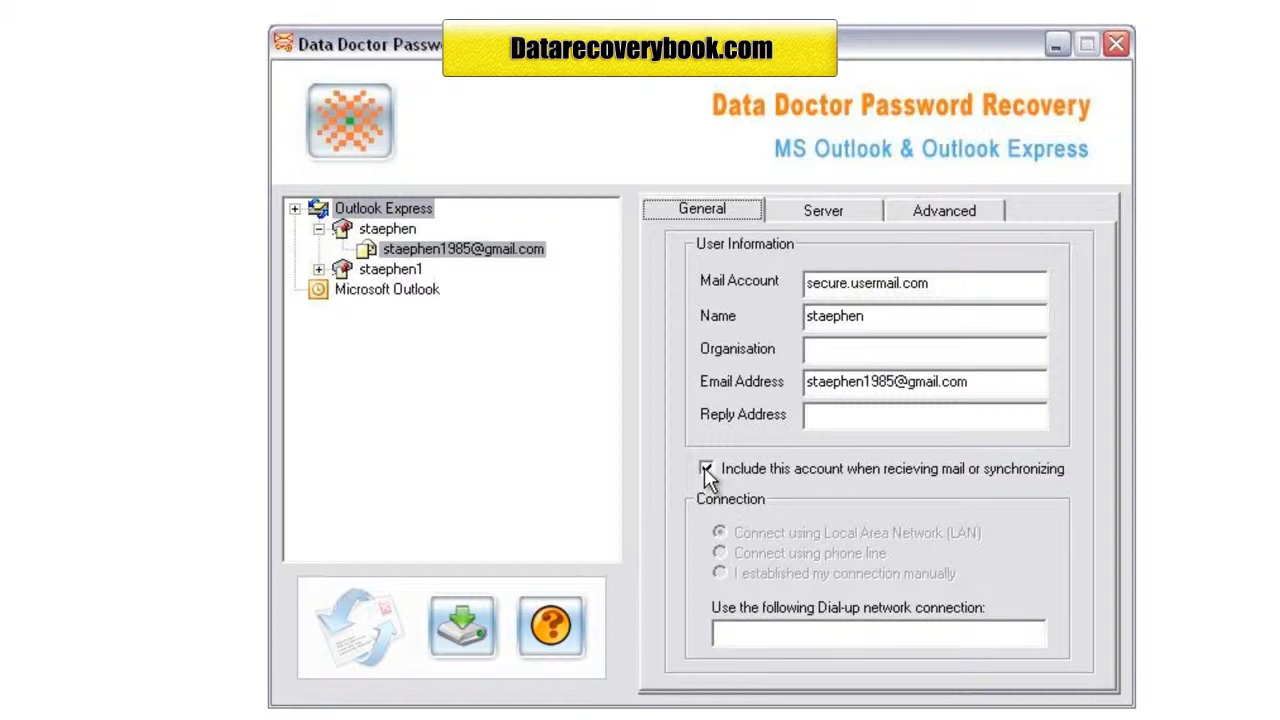 Data Doctor Passw
Datarecoverybook.com
Data Doctor Password Recovery
MS Outlook & Outlook Express
Outlook Express
staephen
staephen1985@gmail.com
staephen1
Microsoft Outlook
General
Server
Advanced
User Information
Mail Account
secure.usermail.com
Name
staephen
Organisation
Email Address
staephen1985@gmail.com
Reply Address
Include this account when recieving mail or synchronizing
Connection
Connect using Local Area Network (LAN)
Connect using phone line
I established my connection manually
Use the following Dial-up network connection: